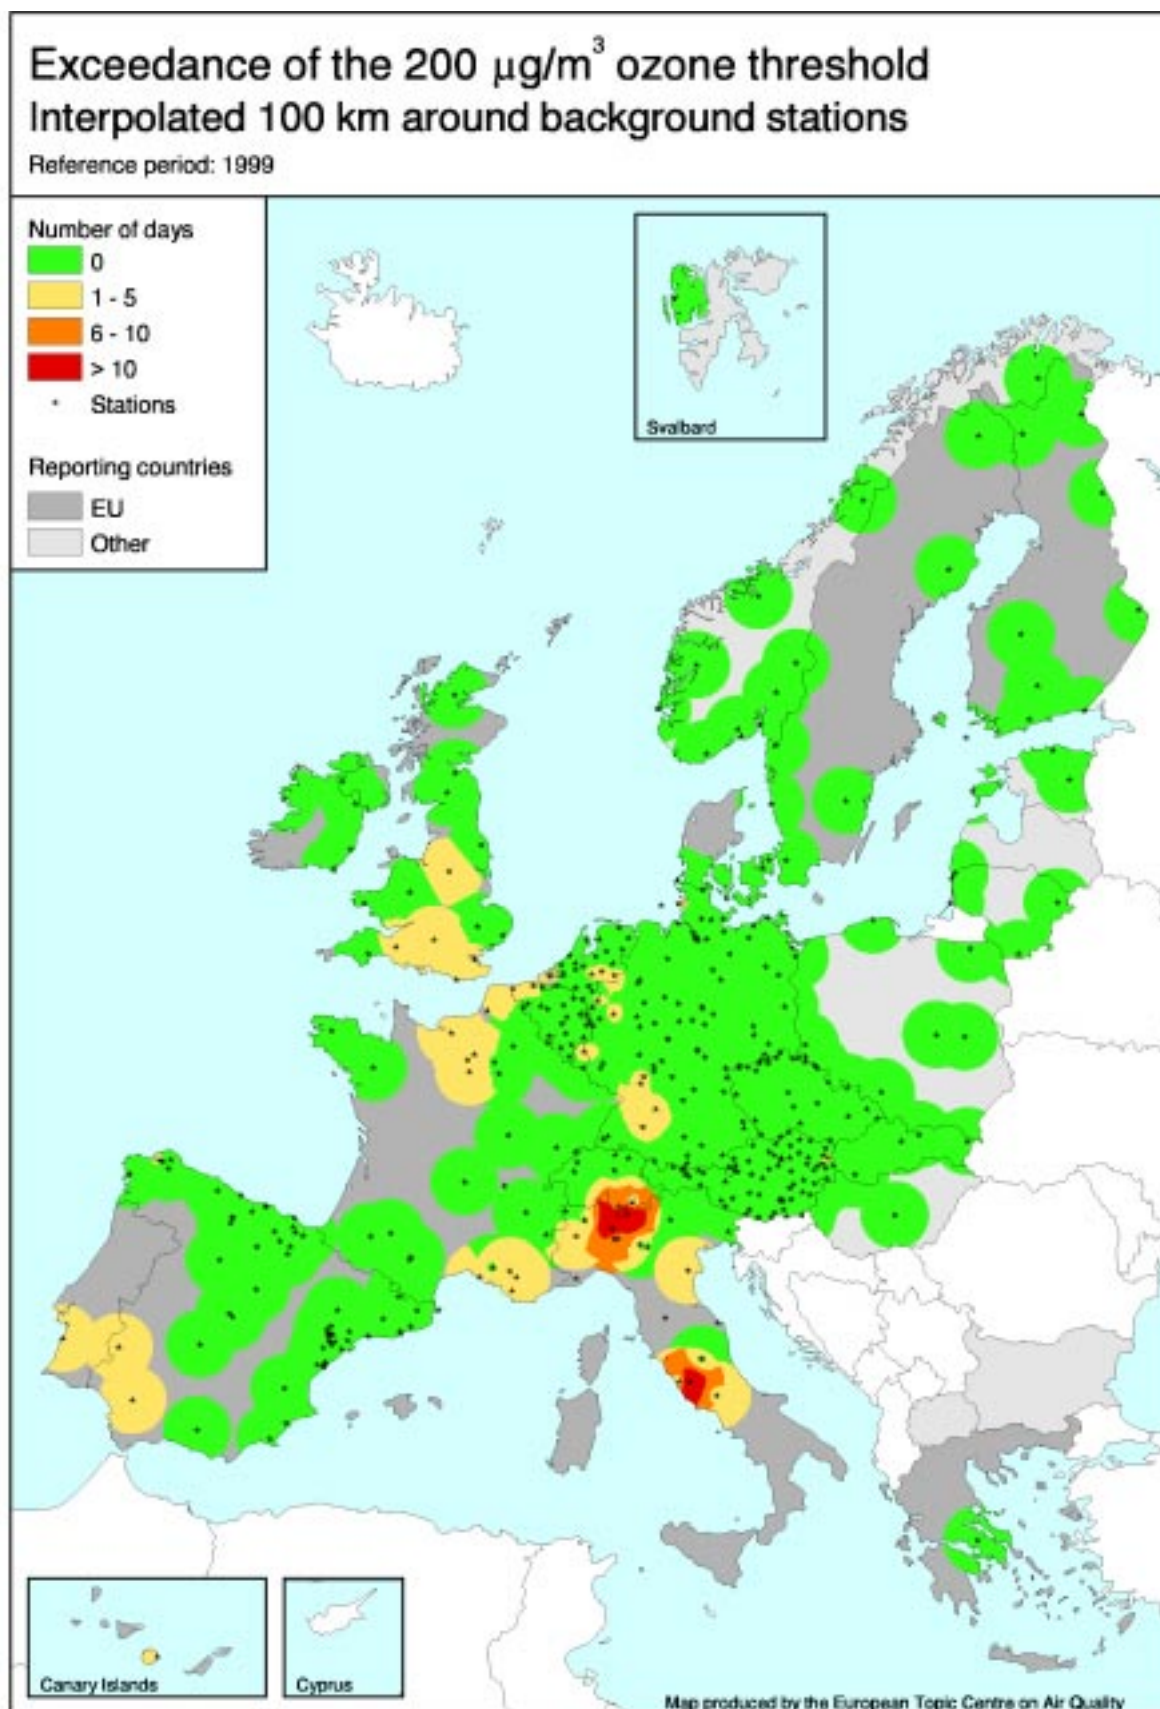 Exceedance of the 200 µg/m³ ozone threshold
Interpolated 100 km around background stations
Reference period: 1999
Number of days
0
1 - 5
6 - 10
> 10
Stations
Reporting countries
EU
Other
Svalbard
Canary Islands
Cyprus
Map produced by the European Topic Centre on Air Quality